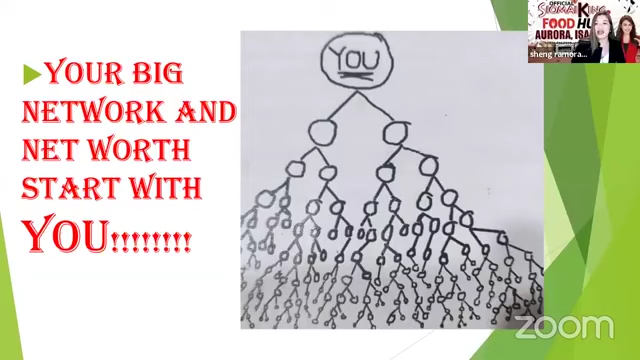 YOUR BIG
NETWORK AND
NET WORTH
START WITH
YOU!!!!!!!!
YOU
OFFICIAL
SIOMAI KING
FOOD HU
AURORA, ISA
sheng ramora...
zoom